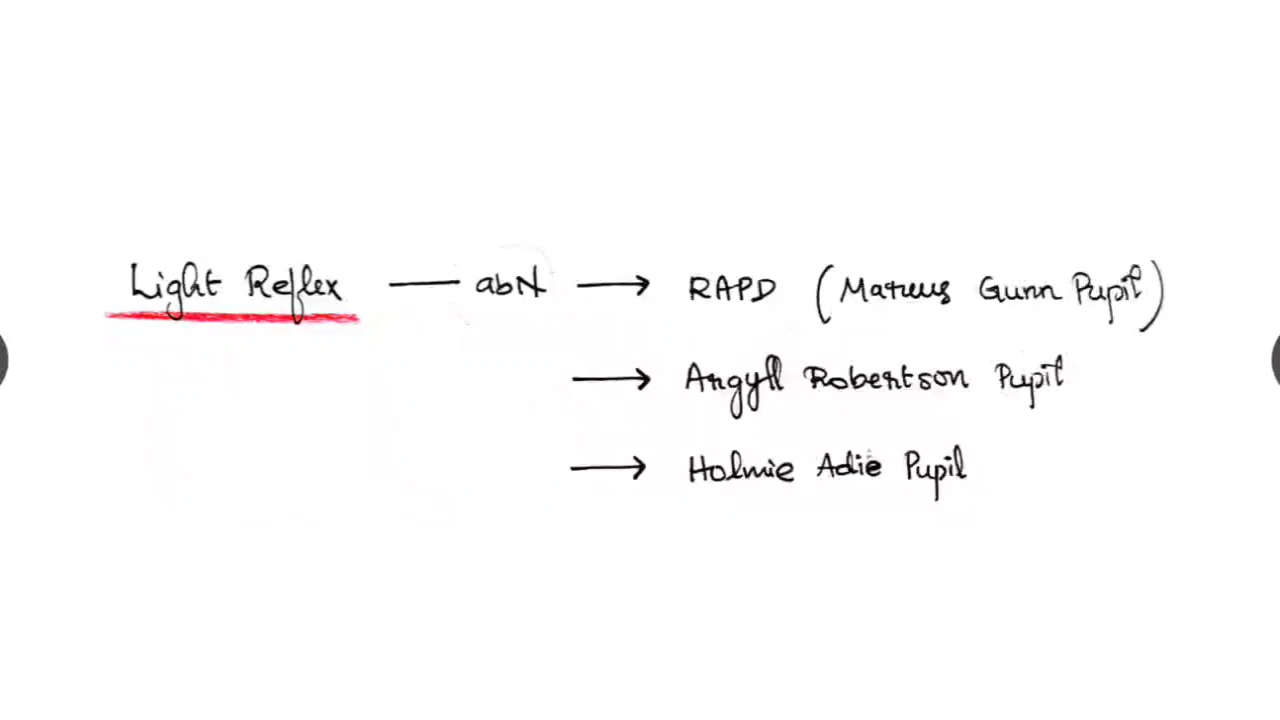 Light Reflex — abN → RAPD (Marcus Gunn Pupil)
→ Argyll Robertson Pupil
→ Holmie Adie Pupil